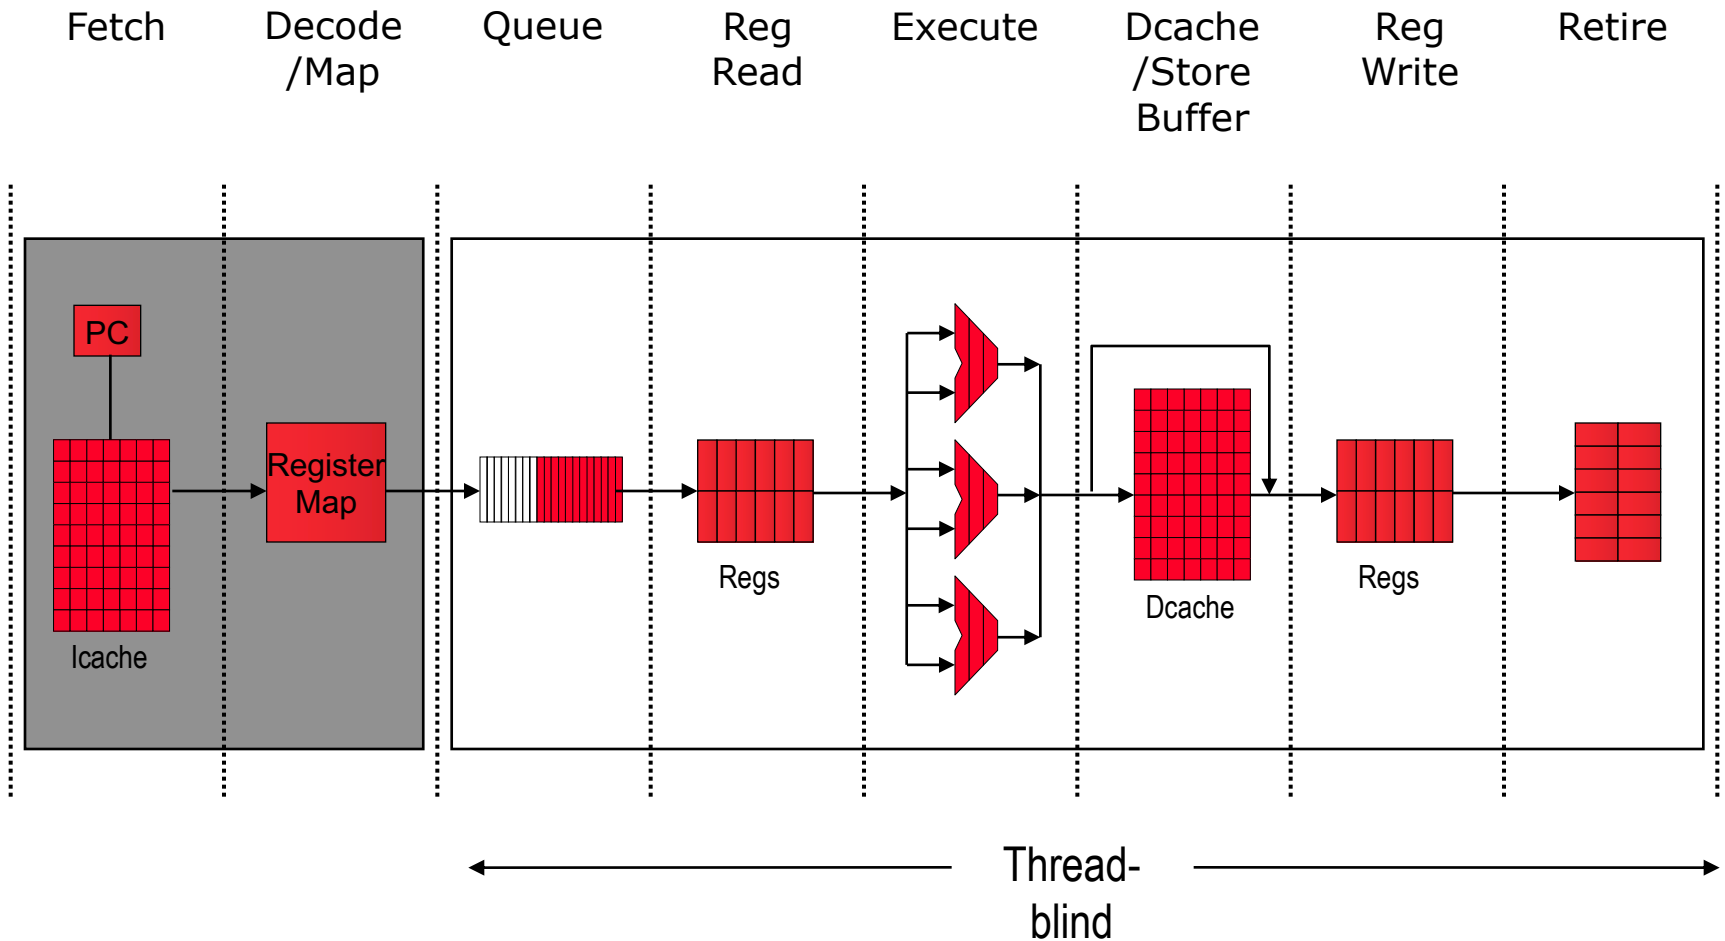 Fetch
Decode
/Map
Queue
Reg
Read
Execute
Dcache
/Store
Buffer
Reg
Write
Retire
PC
Register
Map
Icache
Regs
Dcache
Regs
Thread-
blind